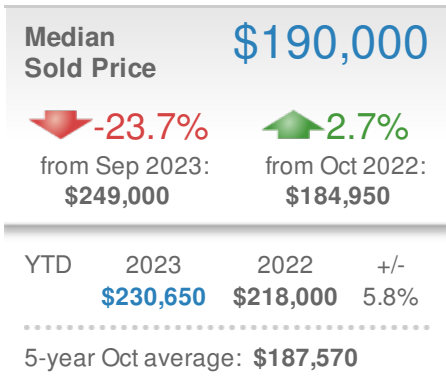 Median $190,000
Sold Price
-23.7% 2.7%
from Sep 2023: from Oct 2022:
$249,000 $184,950
YTD 2023 2022 +/-
$230,650 $218,000 5.8%
5-year Oct average: $187,570